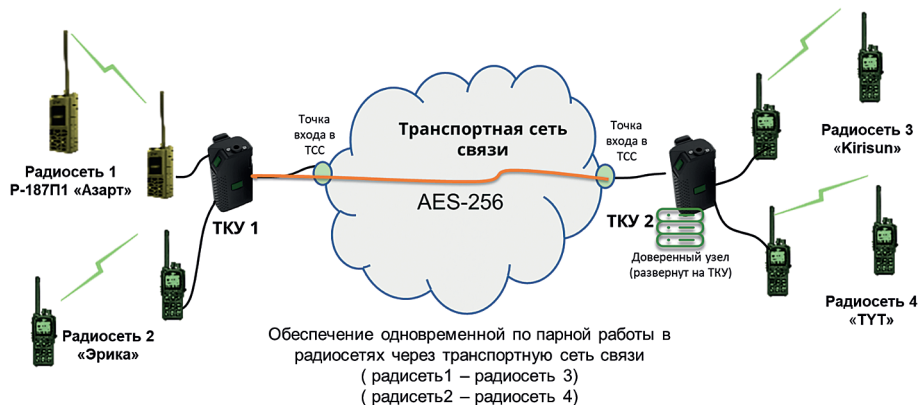 Радиосеть 1
Р-187П1 «Азарт»
ТКУ 1
Радиосеть 2
«Эрика»
Точка
входа в
ТСС
Транспортная сеть
связи
AES-256
Точка
входа в
ТСС
ТКУ 2
Доверенный узел
(развернут на ТКУ)
Радиосеть 3
«Kirisun»
Радиосеть 4
«TYT»
Обеспечение одновременной по парной работы в
радиосетях через транспортную сеть связи
( радисеть1 – радиосеть 3)
( радисеть2 – радиосеть 4)